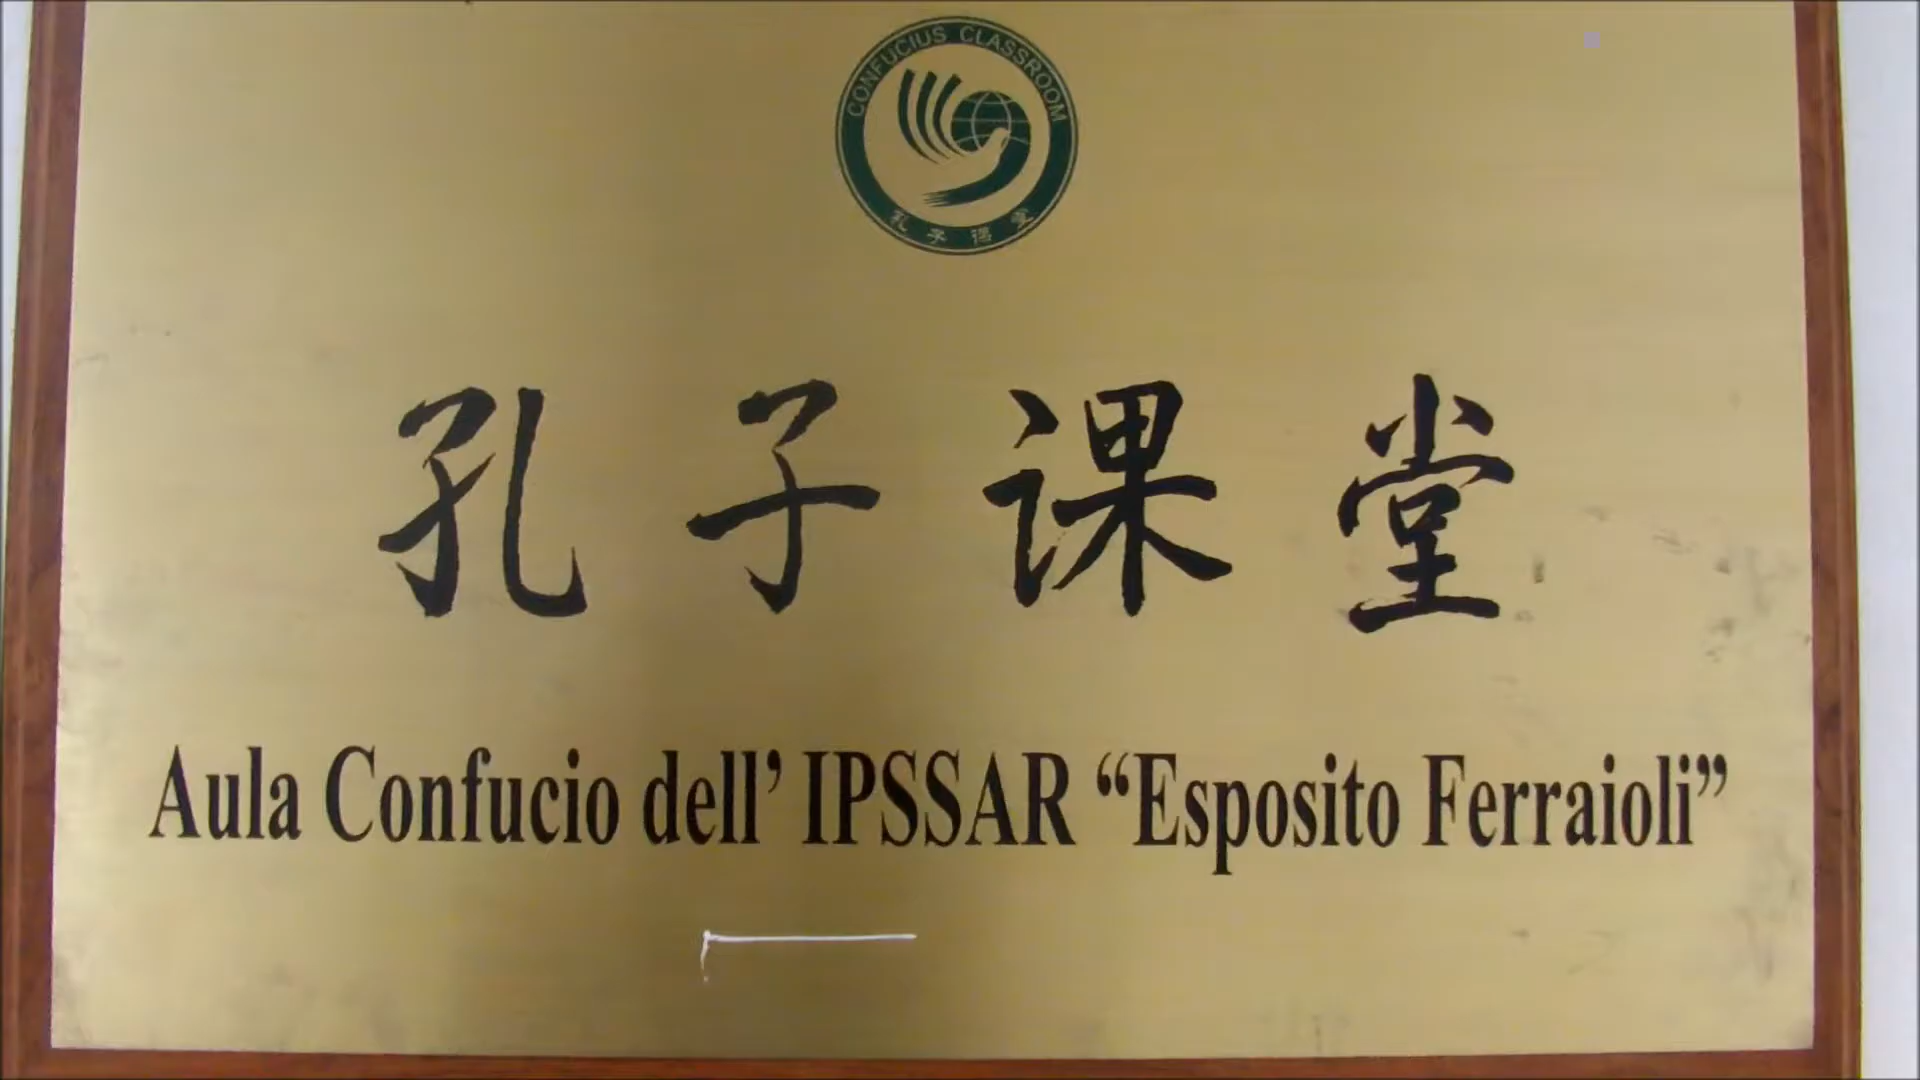 CONFUCIUS CLASSROOM
孔子课堂
孔子课堂
Aula Confucio dell' IPSSAR “Esposito Ferraioli”